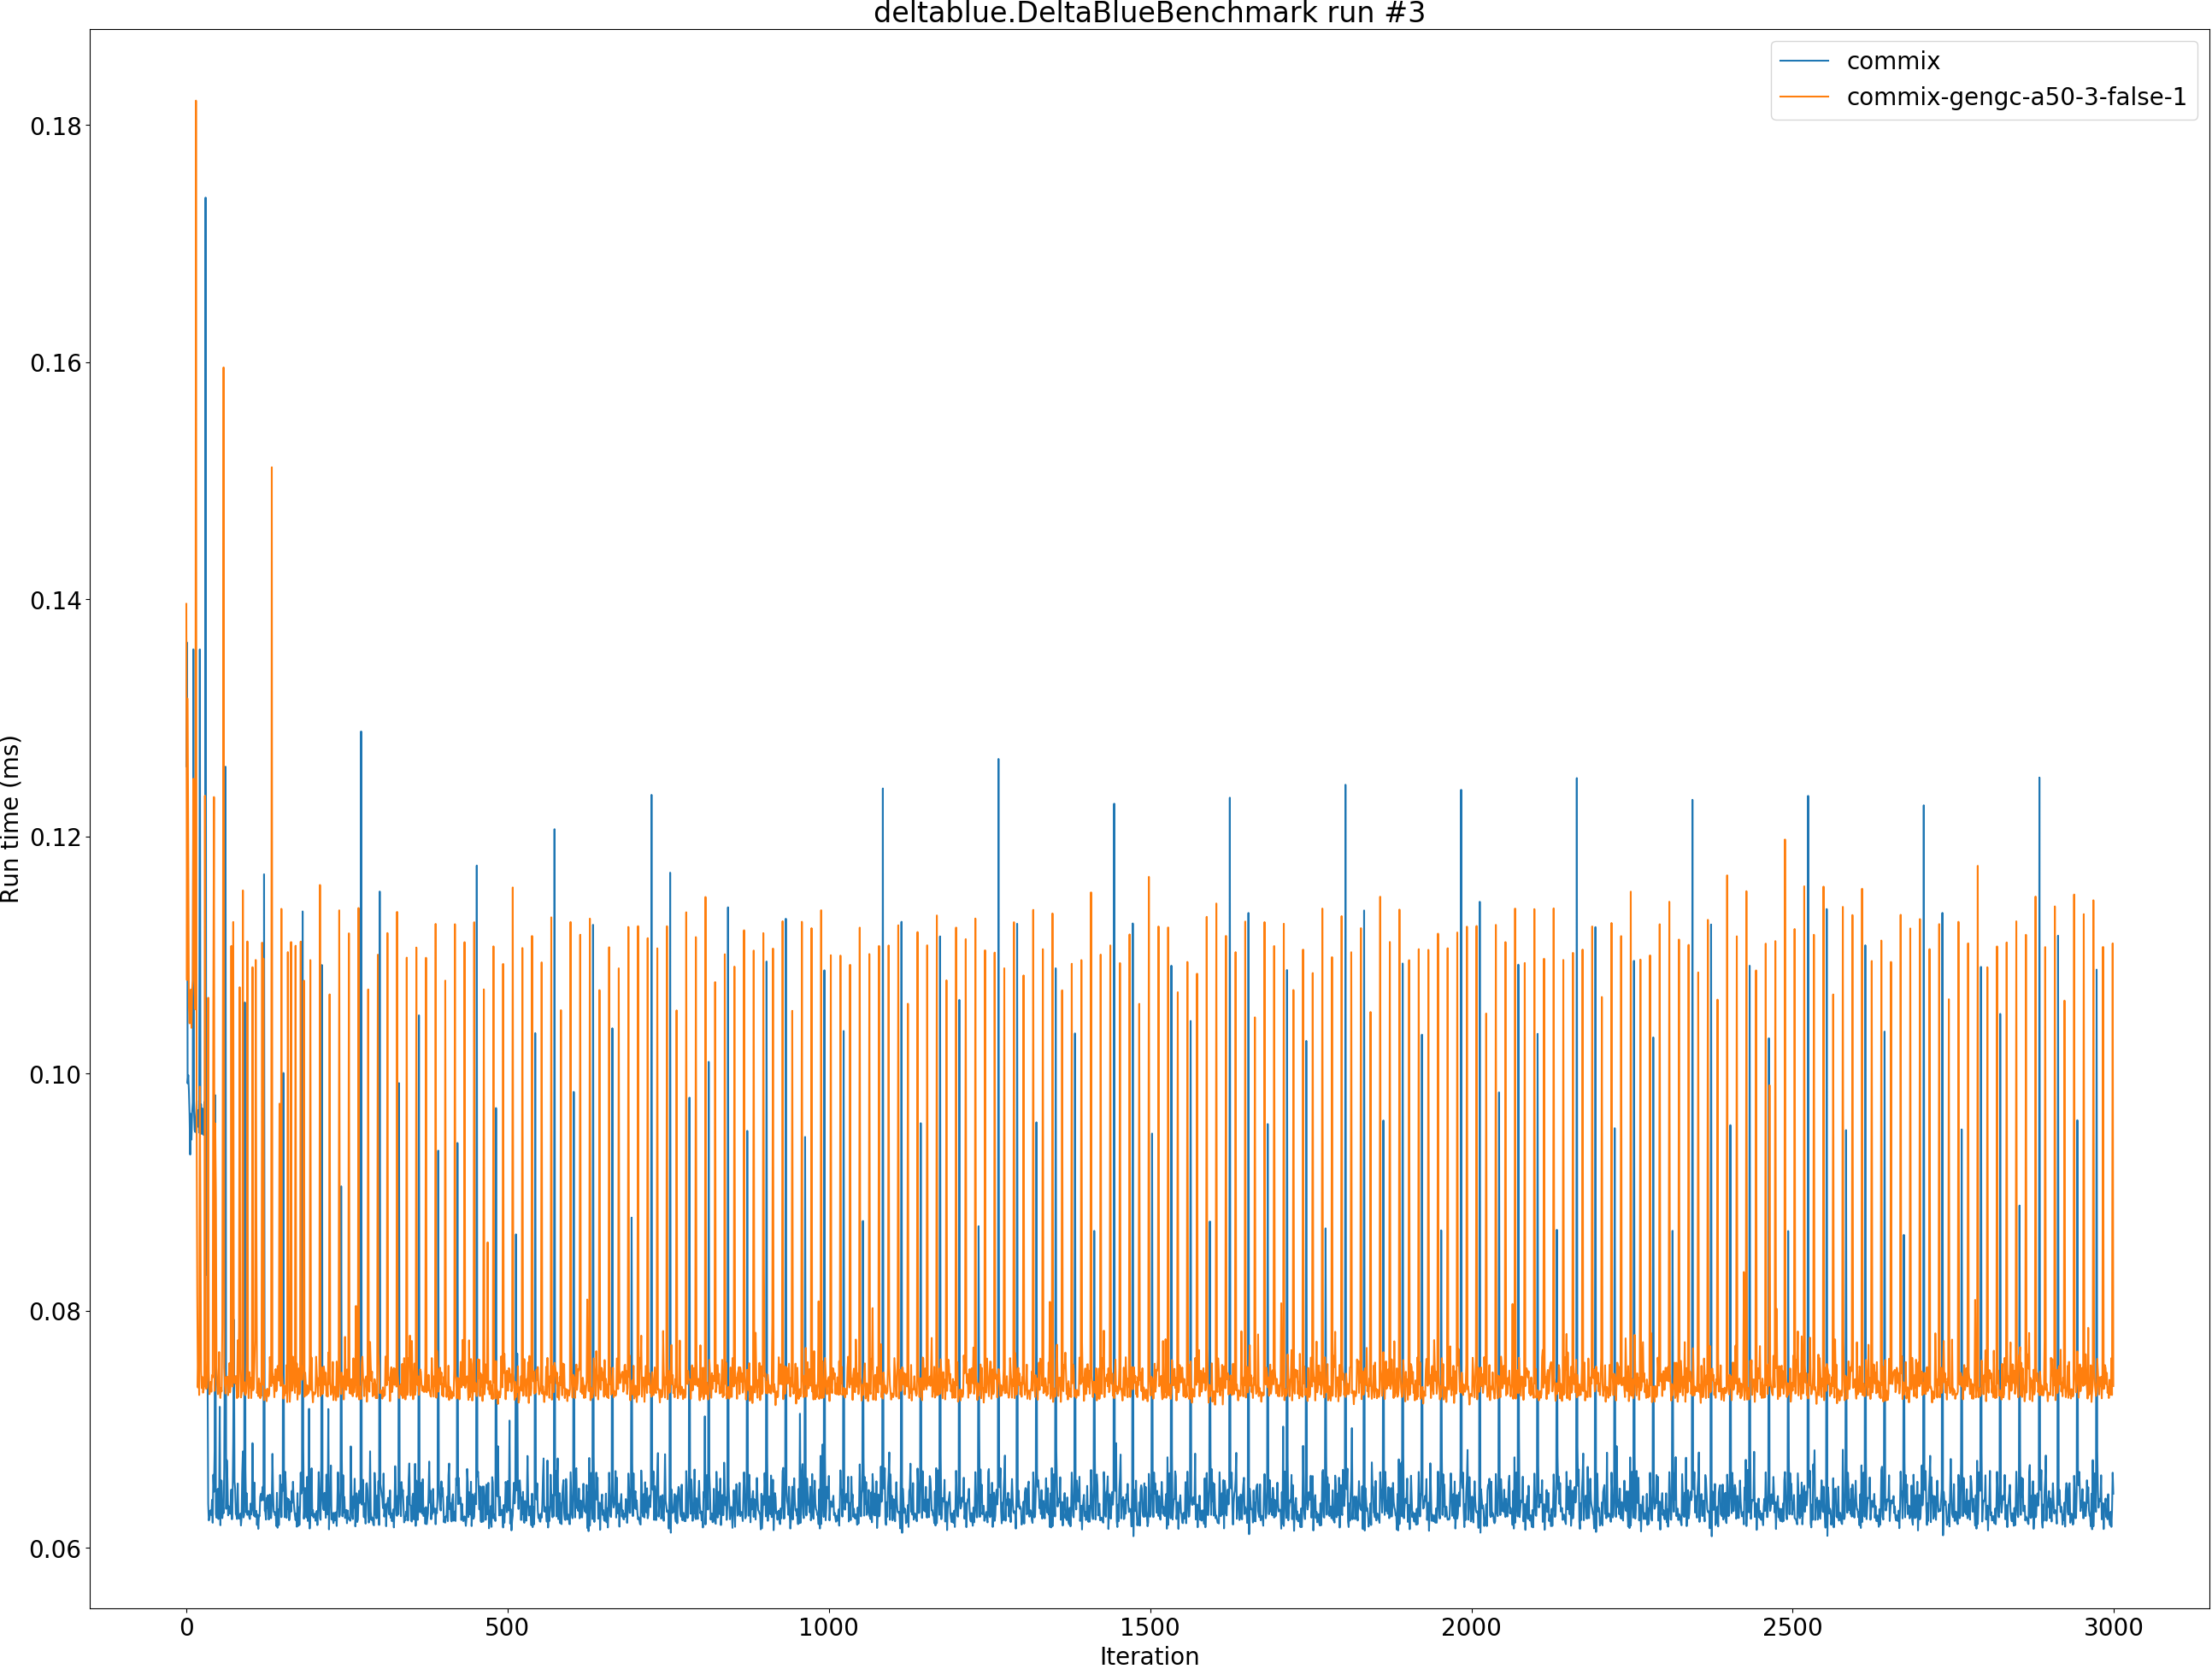 deltablue.DeltaBlueBenchmark run #3
commix
commix-gengc-a50-3-false-1
Run time (ms)
0.18
0.16
0.14
0.12
0.10
0.08
0.06
0
500
1000
1500
2000
2500
3000
Iteration